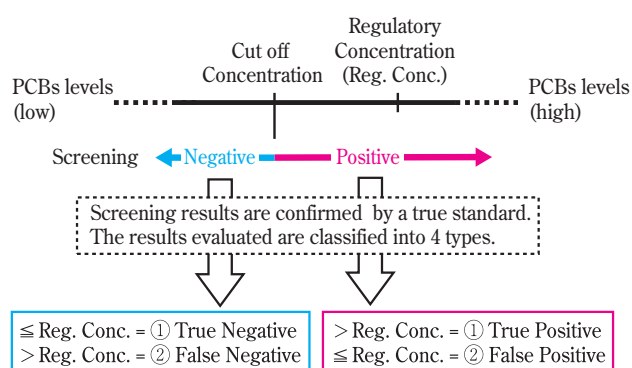 Cut off
Concentration
Regulatory
Concentration
(Reg. Conc.)
PCBs levels
(low)
PCBs levels
(high)
Screening
Negative
Positive
Screening results are confirmed by a true standard.
The results evaluated are classified into 4 types.
≦ Reg. Conc. = ① True Negative
> Reg. Conc. = ② False Negative
> Reg. Conc. = ① True Positive
≦ Reg. Conc. = ② False Positive